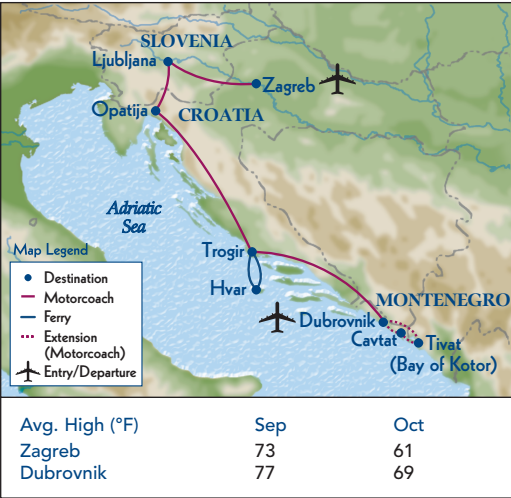 SLOVENIA
Ljubljana
Zagreb
Opatija
CROATIA
Adriatic
Sea
Trogir
Hvar
MONTENEGRO
Dubrovnik
Cavtat
Tivat
(Bay of Kotor)
Map Legend
Destination
Motorcoach
Ferry
Extension
(Motorcoach)
Entry/Departure
Avg. High (°F) Sep Oct
Zagreb 73 61
Dubrovnik 77 69